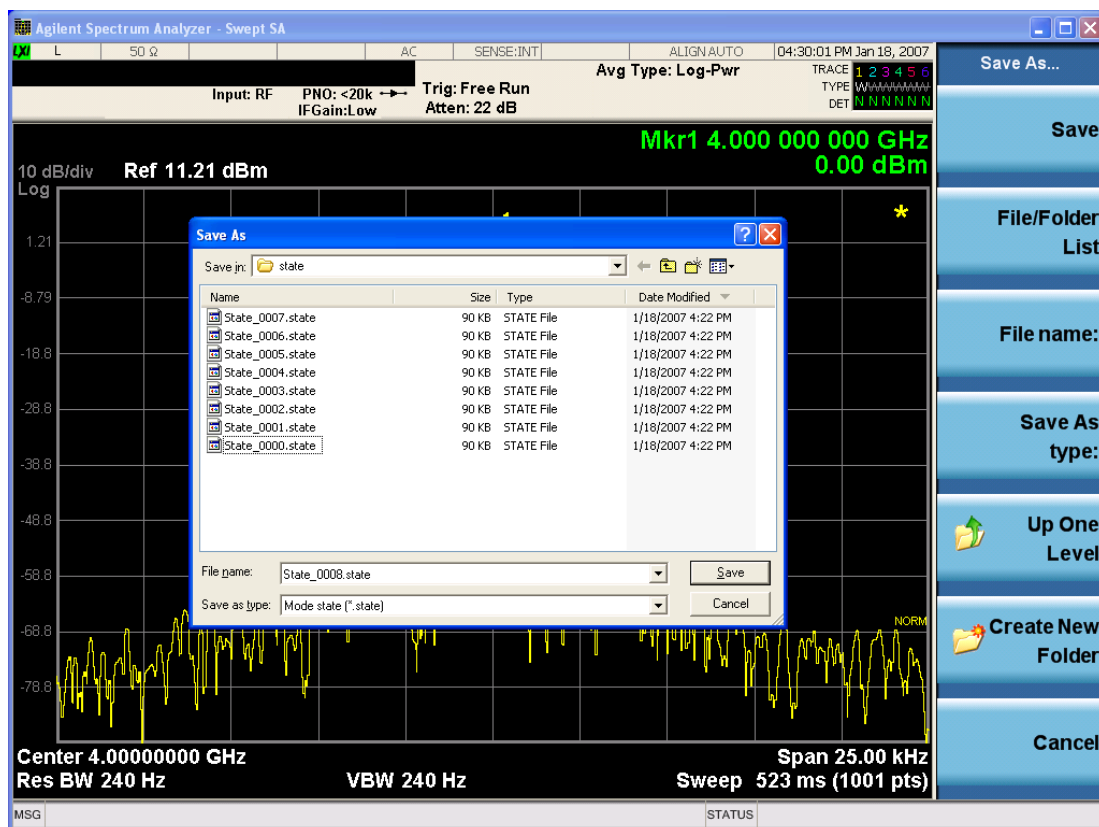 Agilent Spectrum Analyzer - Swept SA
LXI L 50 Ω AC SENSE:INT ALIGNAUTO 04:30:01 PM Jan 18, 2007
Input: RF PNO: <20k Trig: Free Run Avg Type: Log-Pwr TRACE 1 2 3 4 5 6
IFGain:Low Atten: 22 dB TYPE WWWWWW
DET N N N N N N
Mkr1 4.000 000 000 GHz
0.00 dBm
10 dB/div Ref 11.21 dBm
Log
1.21
-8.79
-18.8
-28.8
-38.8
-48.8
-58.8
-68.8
-78.8
1
*
NORM
Save As
Save in: state
Name Size Type Date Modified
State_0007.state 90 KB STATE File 1/18/2007 4:22 PM
State_0006.state 90 KB STATE File 1/18/2007 4:22 PM
State_0005.state 90 KB STATE File 1/18/2007 4:22 PM
State_0004.state 90 KB STATE File 1/18/2007 4:22 PM
State_0003.state 90 KB STATE File 1/18/2007 4:22 PM
State_0002.state 90 KB STATE File 1/18/2007 4:22 PM
State_0001.state 90 KB STATE File 1/18/2007 4:22 PM
State_0000.state 90 KB STATE File 1/18/2007 4:22 PM
File name: State_0008.state Save
Save as type: Mode state (*.state) Cancel
Center 4.00000000 GHz Span 25.00 kHz
Res BW 240 Hz VBW 240 Hz Sweep 523 ms (1001 pts)
MSG STATUS
Save As...
Save
File/Folder
List
File name:
Save As
type:
Up One
Level
Create New
Folder
Cancel